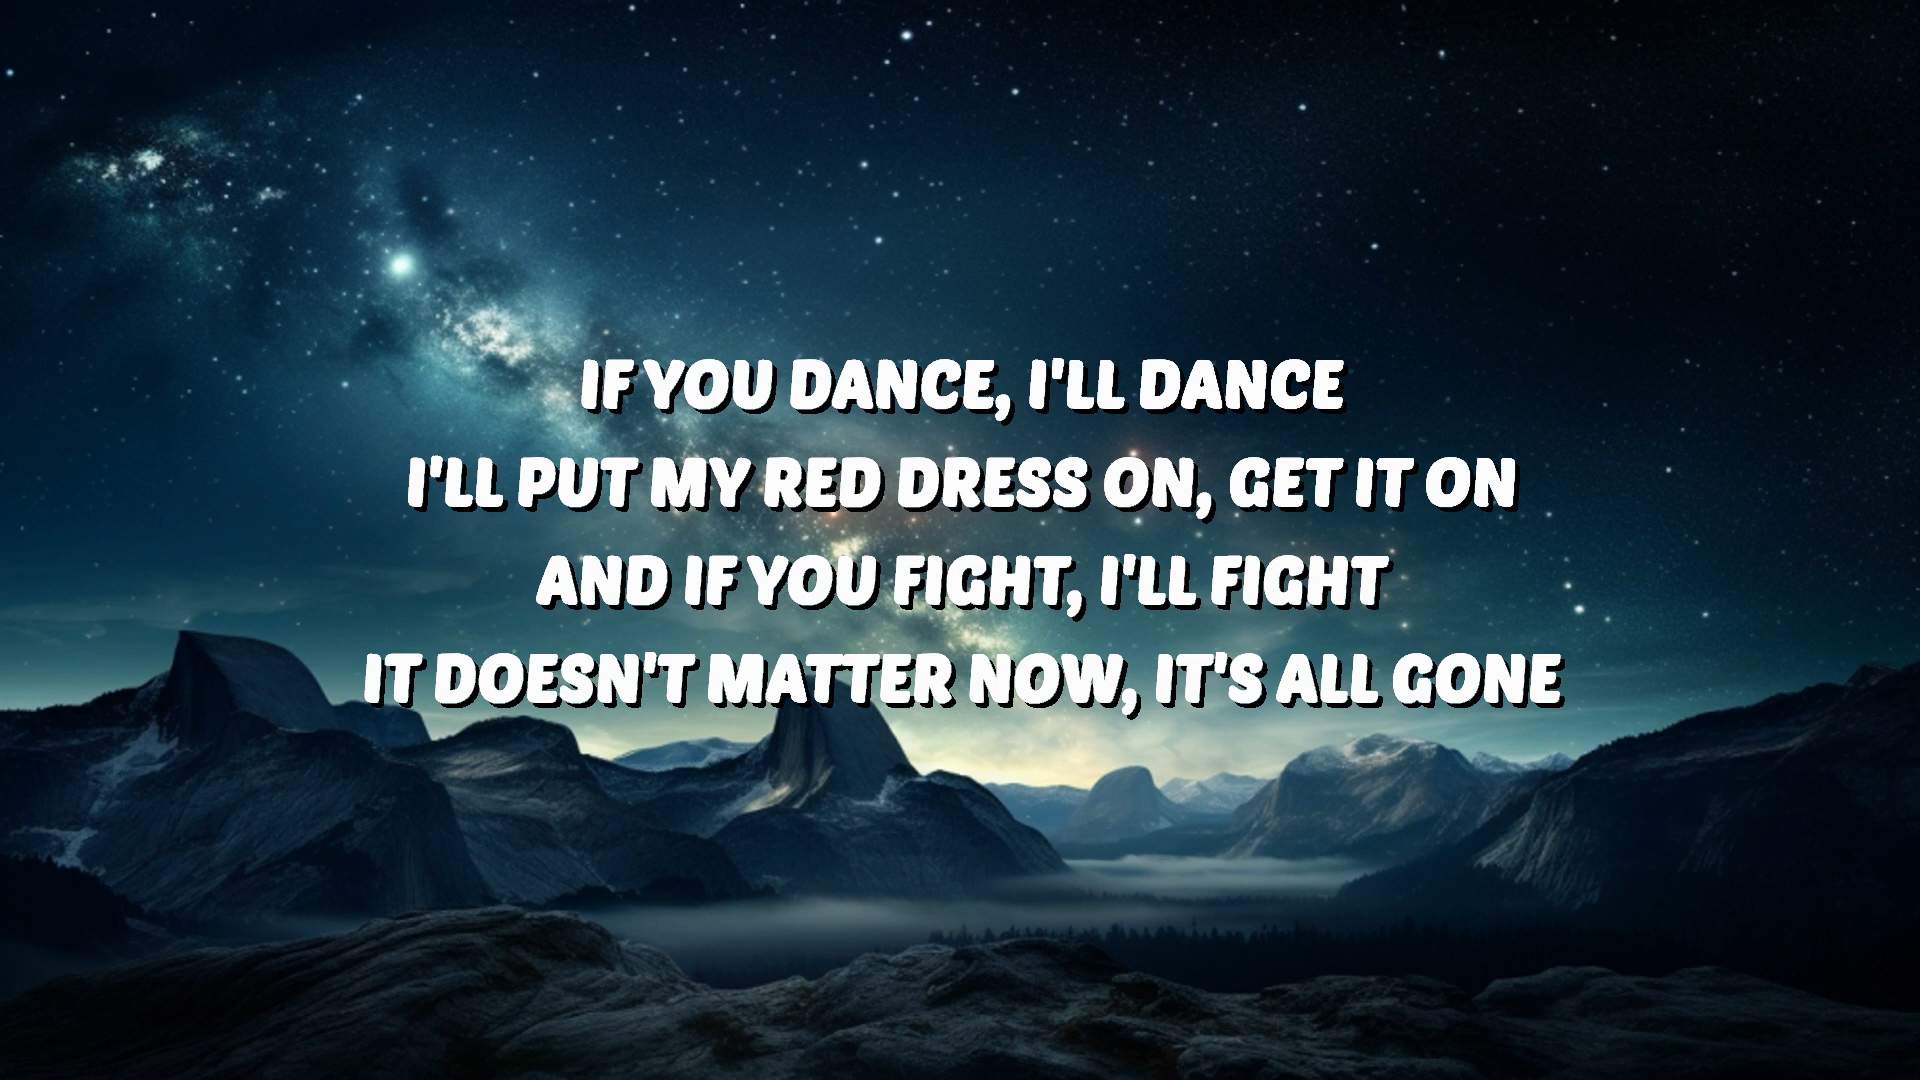 IF YOU DANCE, I'LL DANCE
I'LL PUT MY RED DRESS ON, GET IT ON
AND IF YOU FIGHT, I'LL FIGHT
IT DOESN'T MATTER NOW, IT'S ALL GONE